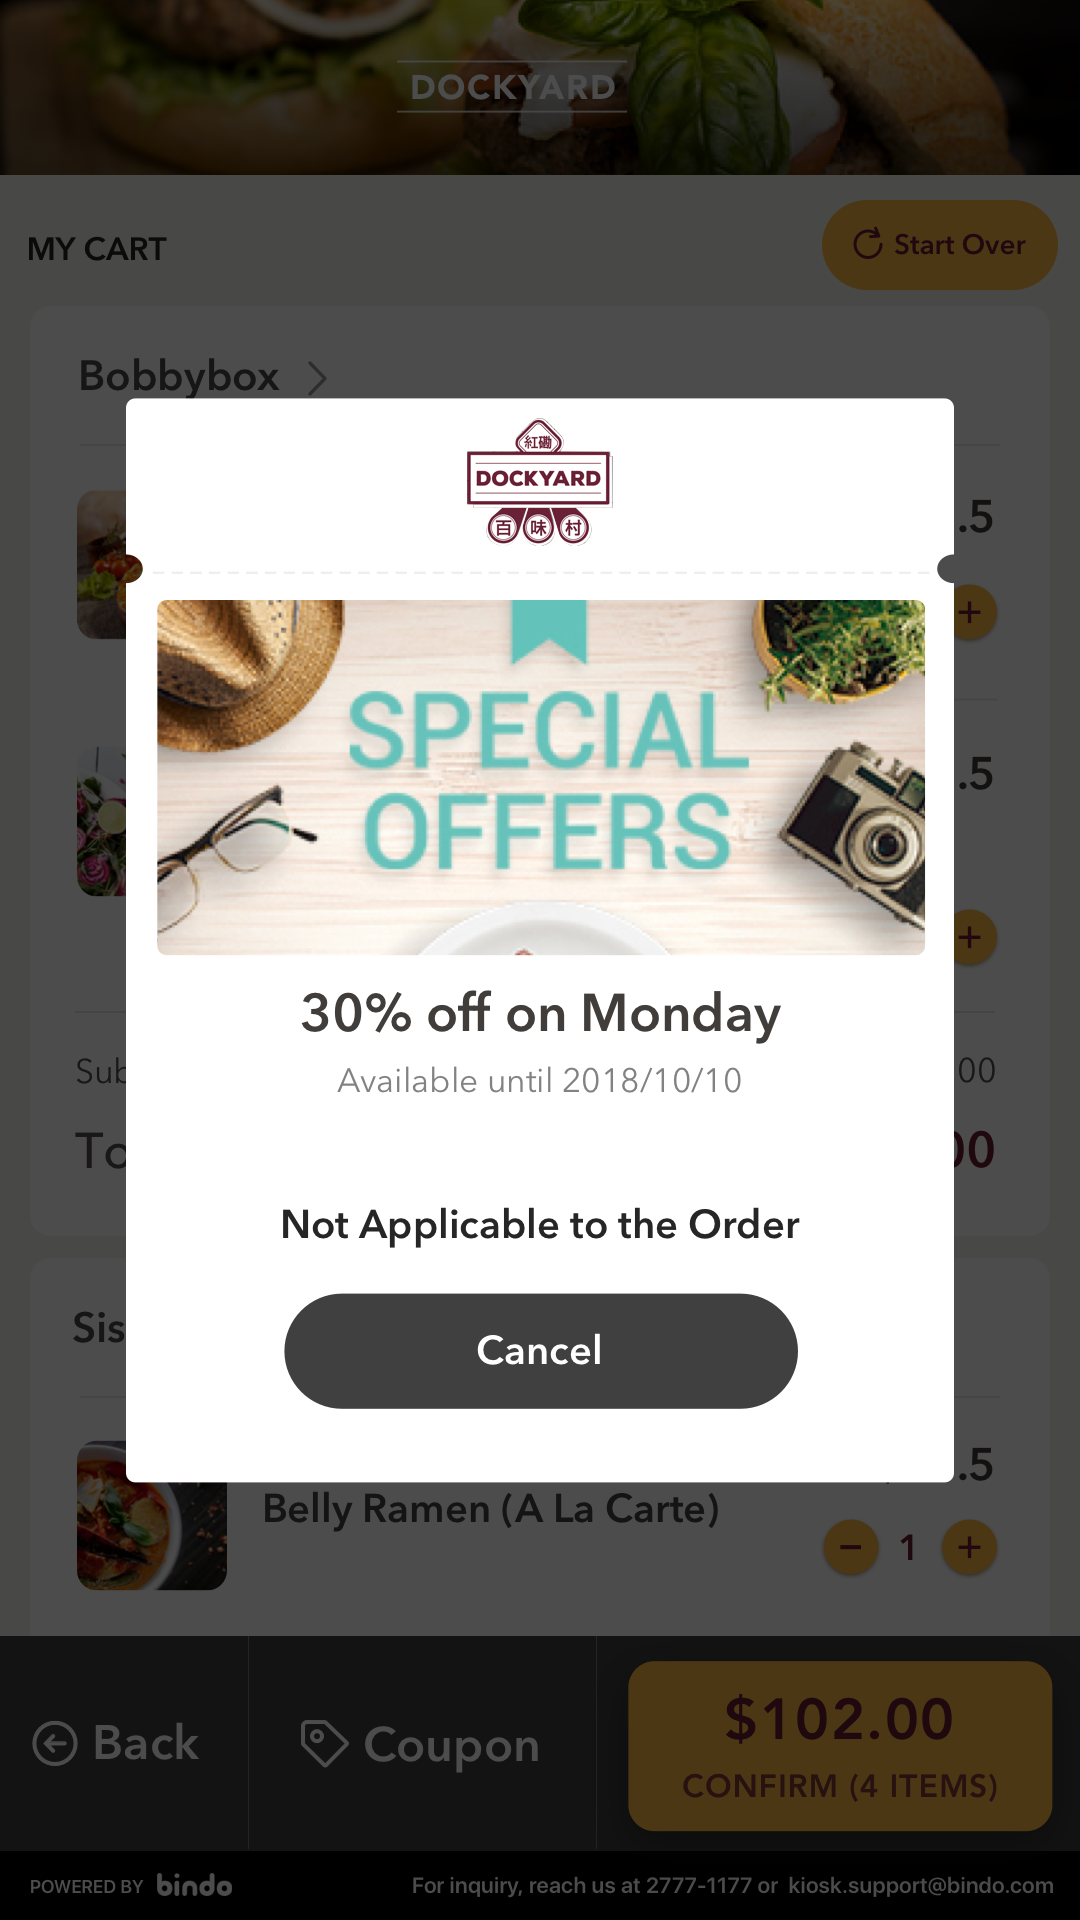 DOCKYARD
MY CART
Start Over
Bobbybox
紅磡
DOCKYARD
百味村
.5
+
SPECIAL
OFFERS
.5
+
30% off on Monday
Available until 2018/10/10
00
00
Not Applicable to the Order
Cancel
.5
Belly Ramen (A La Carte)
− 1 +
Back
Coupon
$102.00
CONFIRM (4 ITEMS)
POWERED BY bindo
For inquiry, reach us at 2777-1177 or kiosk.support@bindo.com